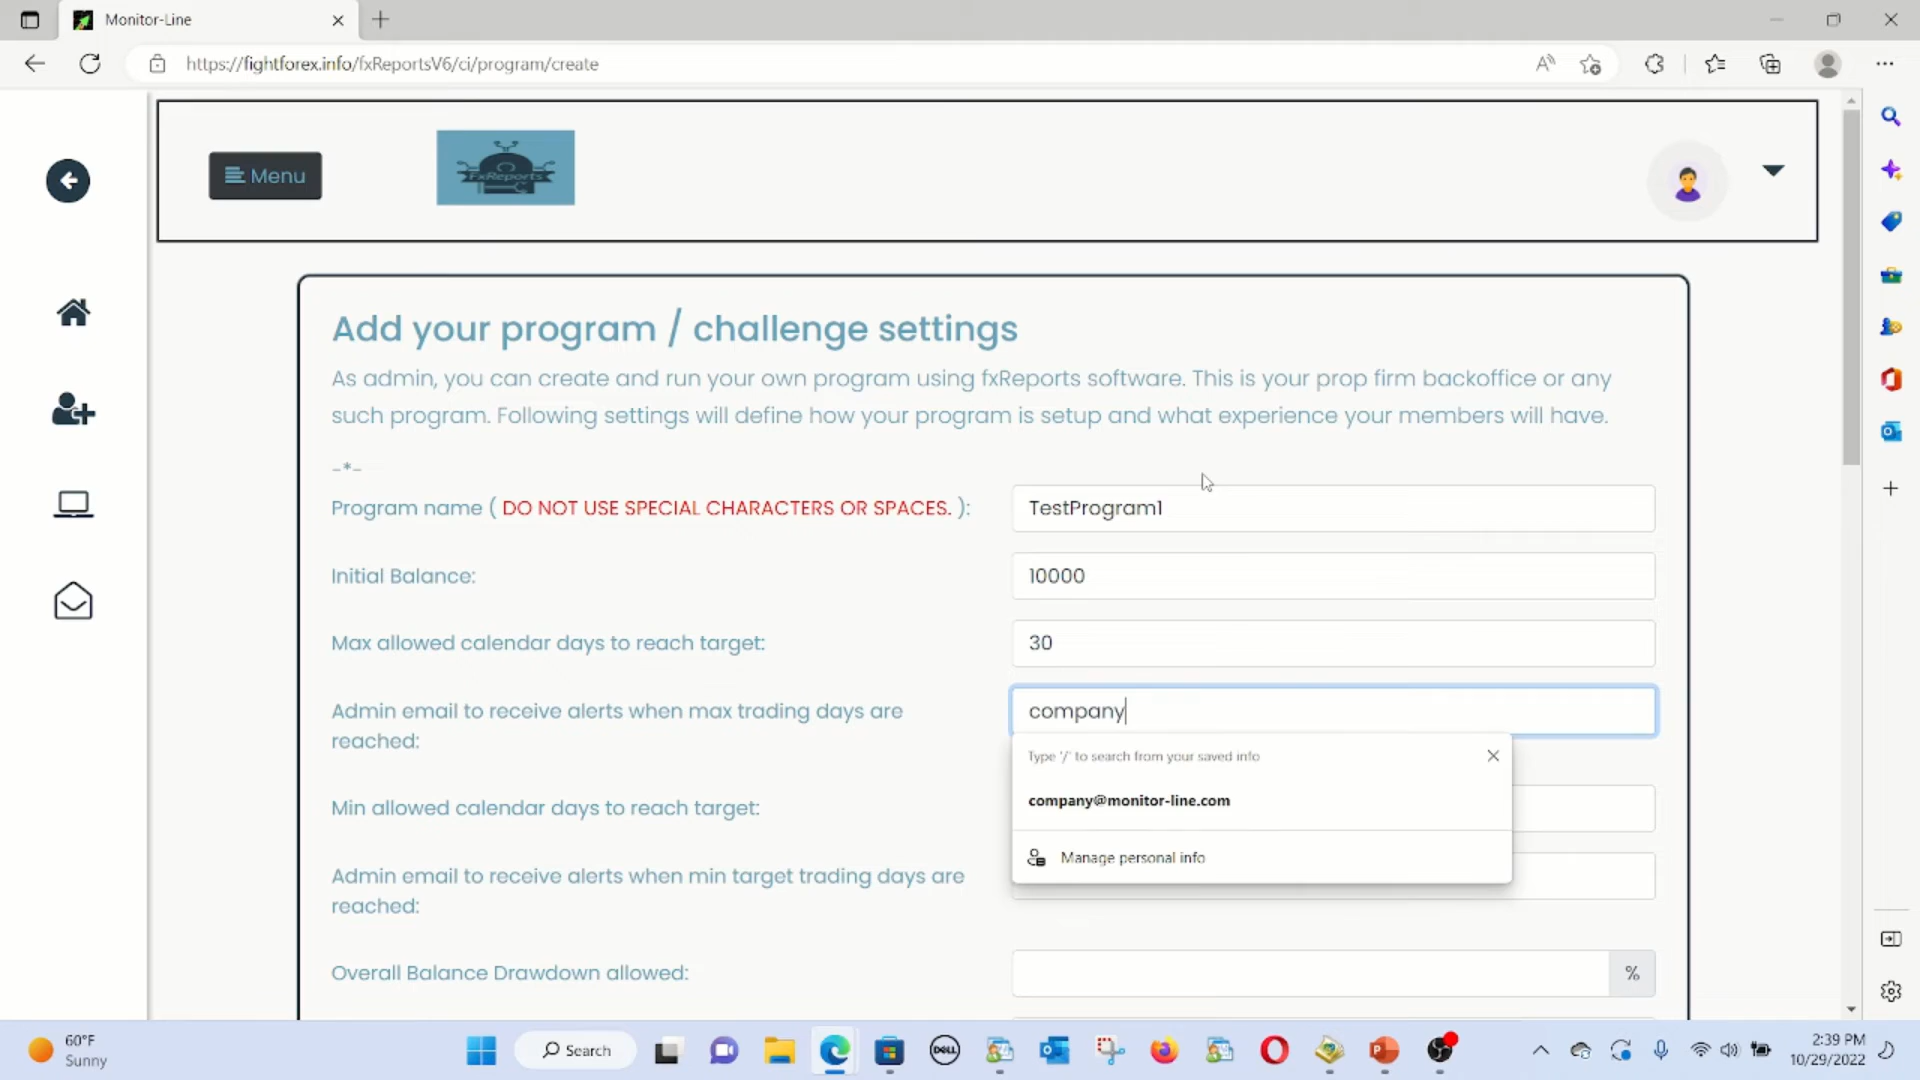 Monitor-Line
https://fightforex.info/fxReportsV6/ci/program/create
Menu
FxReports
Add your program / challenge settings
As admin, you can create and run your own program using fxReports software. This is your prop firm backoffice or any
such program. Following settings will define how your program is setup and what experience your members will have.
-*-
Program name ( DO NOT USE SPECIAL CHARACTERS OR SPACES. ):
TestProgram1
Initial Balance:
10000
Max allowed calendar days to reach target:
30
Admin email to receive alerts when max trading days are
reached:
company
Type '/' to search from your saved info
company@monitor-line.com
Manage personal info
Min allowed calendar days to reach target:
Admin email to receive alerts when min target trading days are
reached:
Overall Balance Drawdown allowed:
%
60°F
Sunny
Search
DELL
2:39 PM
10/29/2022